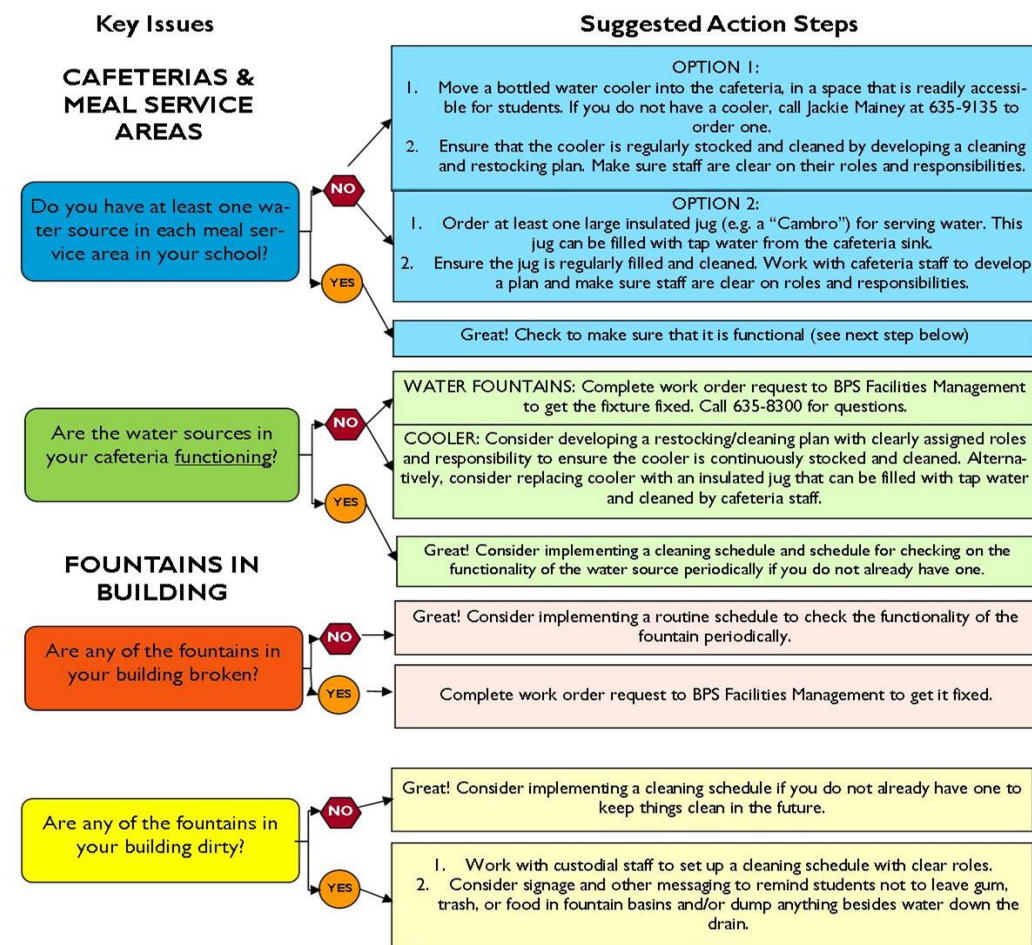 Key Issues
Suggested Action Steps
CAFETERIAS &
MEAL SERVICE
AREAS
Do you have at least one wa-
ter source in each meal ser-
vice area in your school?
NO
YES
OPTION 1:
1. Move a bottled water cooler into the cafeteria, in a space that is readily accessi-
ble for students. If you do not have a cooler, call Jackie Mainey at 635-9135 to
order one.
2. Ensure that the cooler is regularly stocked and cleaned by developing a cleaning
and restocking plan. Make sure staff are clear on their roles and responsibilities.
OPTION 2:
1. Order at least one large insulated jug (e.g. a “Cambro”) for serving water. This
jug can be filled with tap water from the cafeteria sink.
2. Ensure the jug is regularly filled and cleaned. Work with cafeteria staff to develop
a plan and make sure staff are clear on roles and responsibilities.
Great! Check to make sure that it is functional (see next step below)
Are the water sources in
your cafeteria functioning?
NO
YES
WATER FOUNTAINS: Complete work order request to BPS Facilities Management
to get the fixture fixed. Call 635-8300 for questions.
COOLER: Consider developing a restocking/cleaning plan with clearly assigned roles
and responsibility to ensure the cooler is continuously stocked and cleaned. Alterna-
tively, consider replacing cooler with an insulated jug that can be filled with tap water
and cleaned by cafeteria staff.
Great! Consider implementing a cleaning schedule and schedule for checking on the
functionality of the water source periodically if you do not already have one.
FOUNTAINS IN
BUILDING
Are any of the fountains in
your building broken?
NO
YES
Great! Consider implementing a routine schedule to check the functionality of the
fountain periodically.
Complete work order request to BPS Facilities Management to get it fixed.
Are any of the fountains in
your building dirty?
NO
YES
Great! Consider implementing a cleaning schedule if you do not already have one to
keep things clean in the future.
1. Work with custodial staff to set up a cleaning schedule with clear roles.
2. Consider signage and other messaging to remind students not to leave gum,
trash, or food in fountain basins and/or dump anything besides water down the
drain.